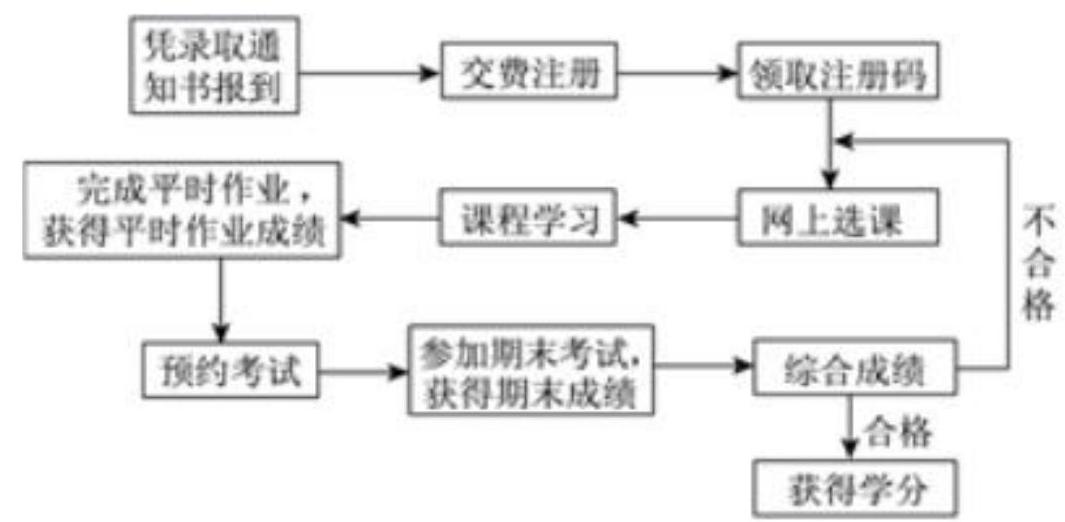 凭录取通
知书报到
交费注册
领取注册码
完成平时作业，
获得平时作业成绩
课程学习
网上选课
不
合
格
预约考试
参加期末考试，
获得期末成绩
综合成绩
合格
获得学分